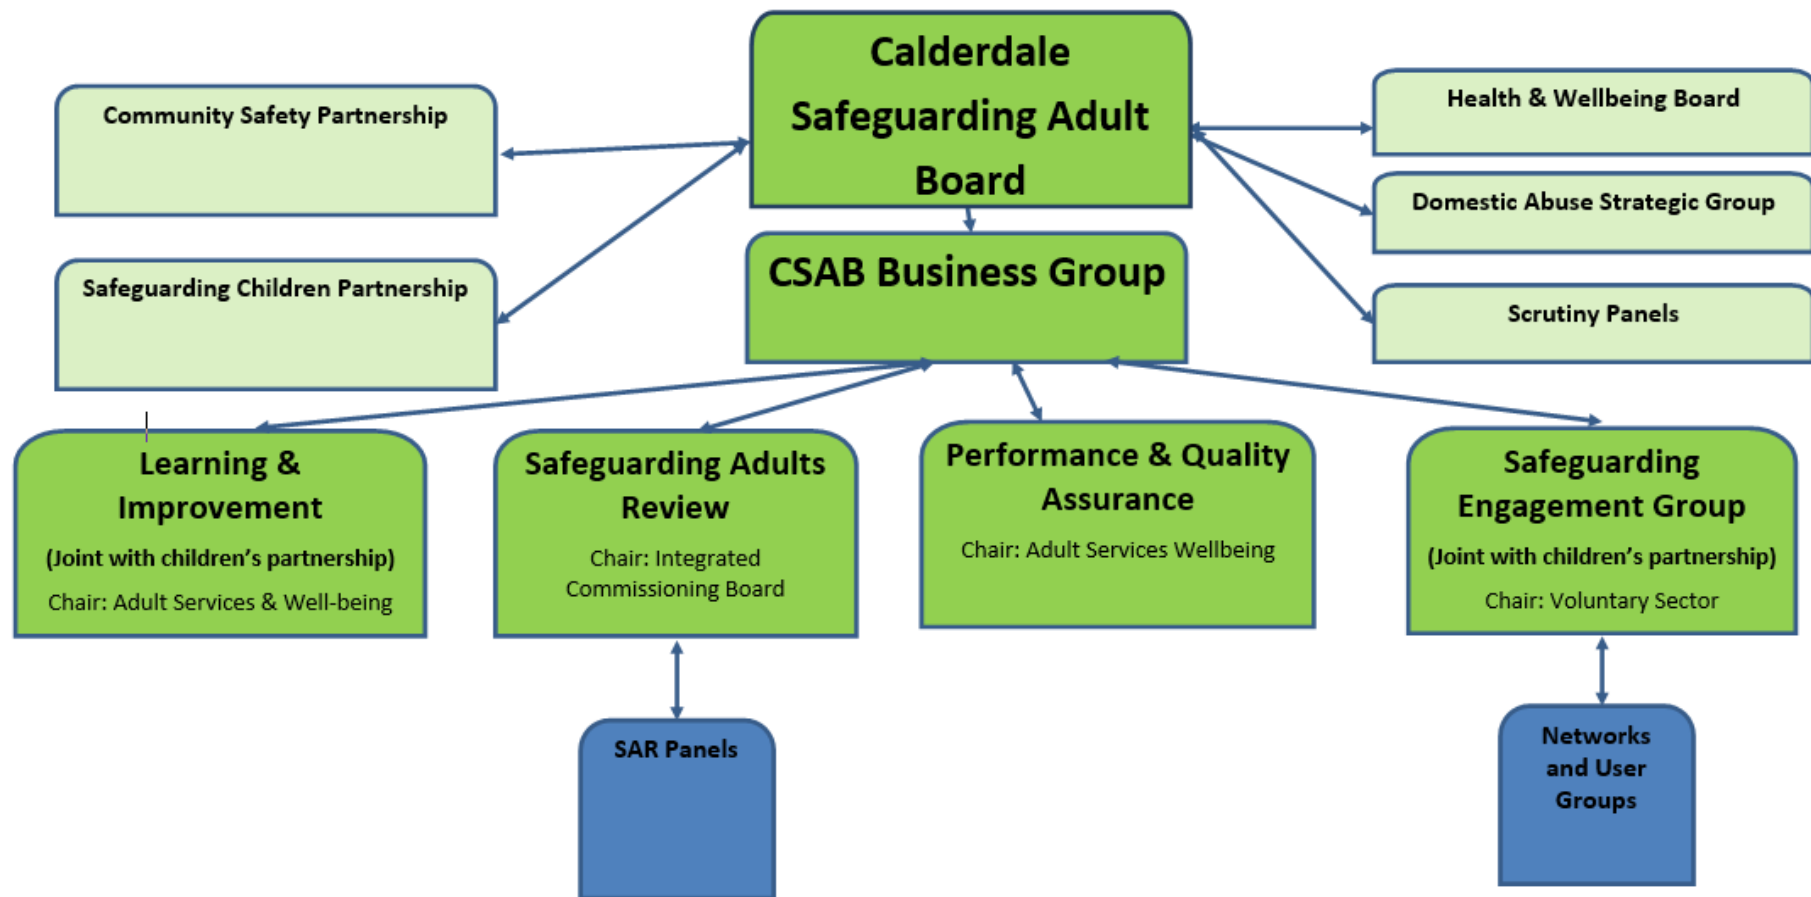 Calderdale
Safeguarding Adult
Board
Community Safety Partnership
Safeguarding Children Partnership
Health & Wellbeing Board
Domestic Abuse Strategic Group
Scrutiny Panels
CSAB Business Group
Learning &
Improvement
(Joint with children's partnership)
Chair: Adult Services & Well-being
Safeguarding Adults
Review
Chair: Integrated
Commissioning Board
Performance & Quality
Assurance
Chair: Adult Services Wellbeing
Safeguarding
Engagement Group
(Joint with children's partnership)
Chair: Voluntary Sector
SAR Panels
Networks
and User
Groups